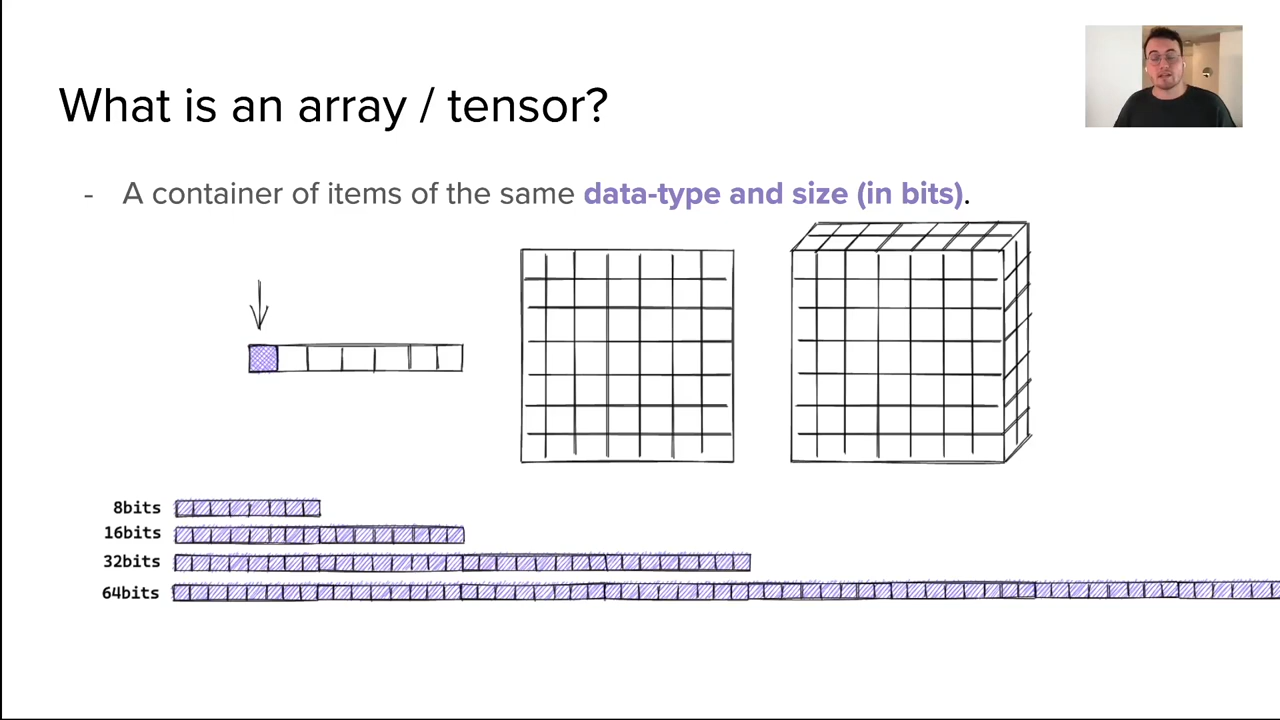 What is an array / tensor?
- A container of items of the same data-type and size (in bits).
8bits
16bits
32bits
64bits